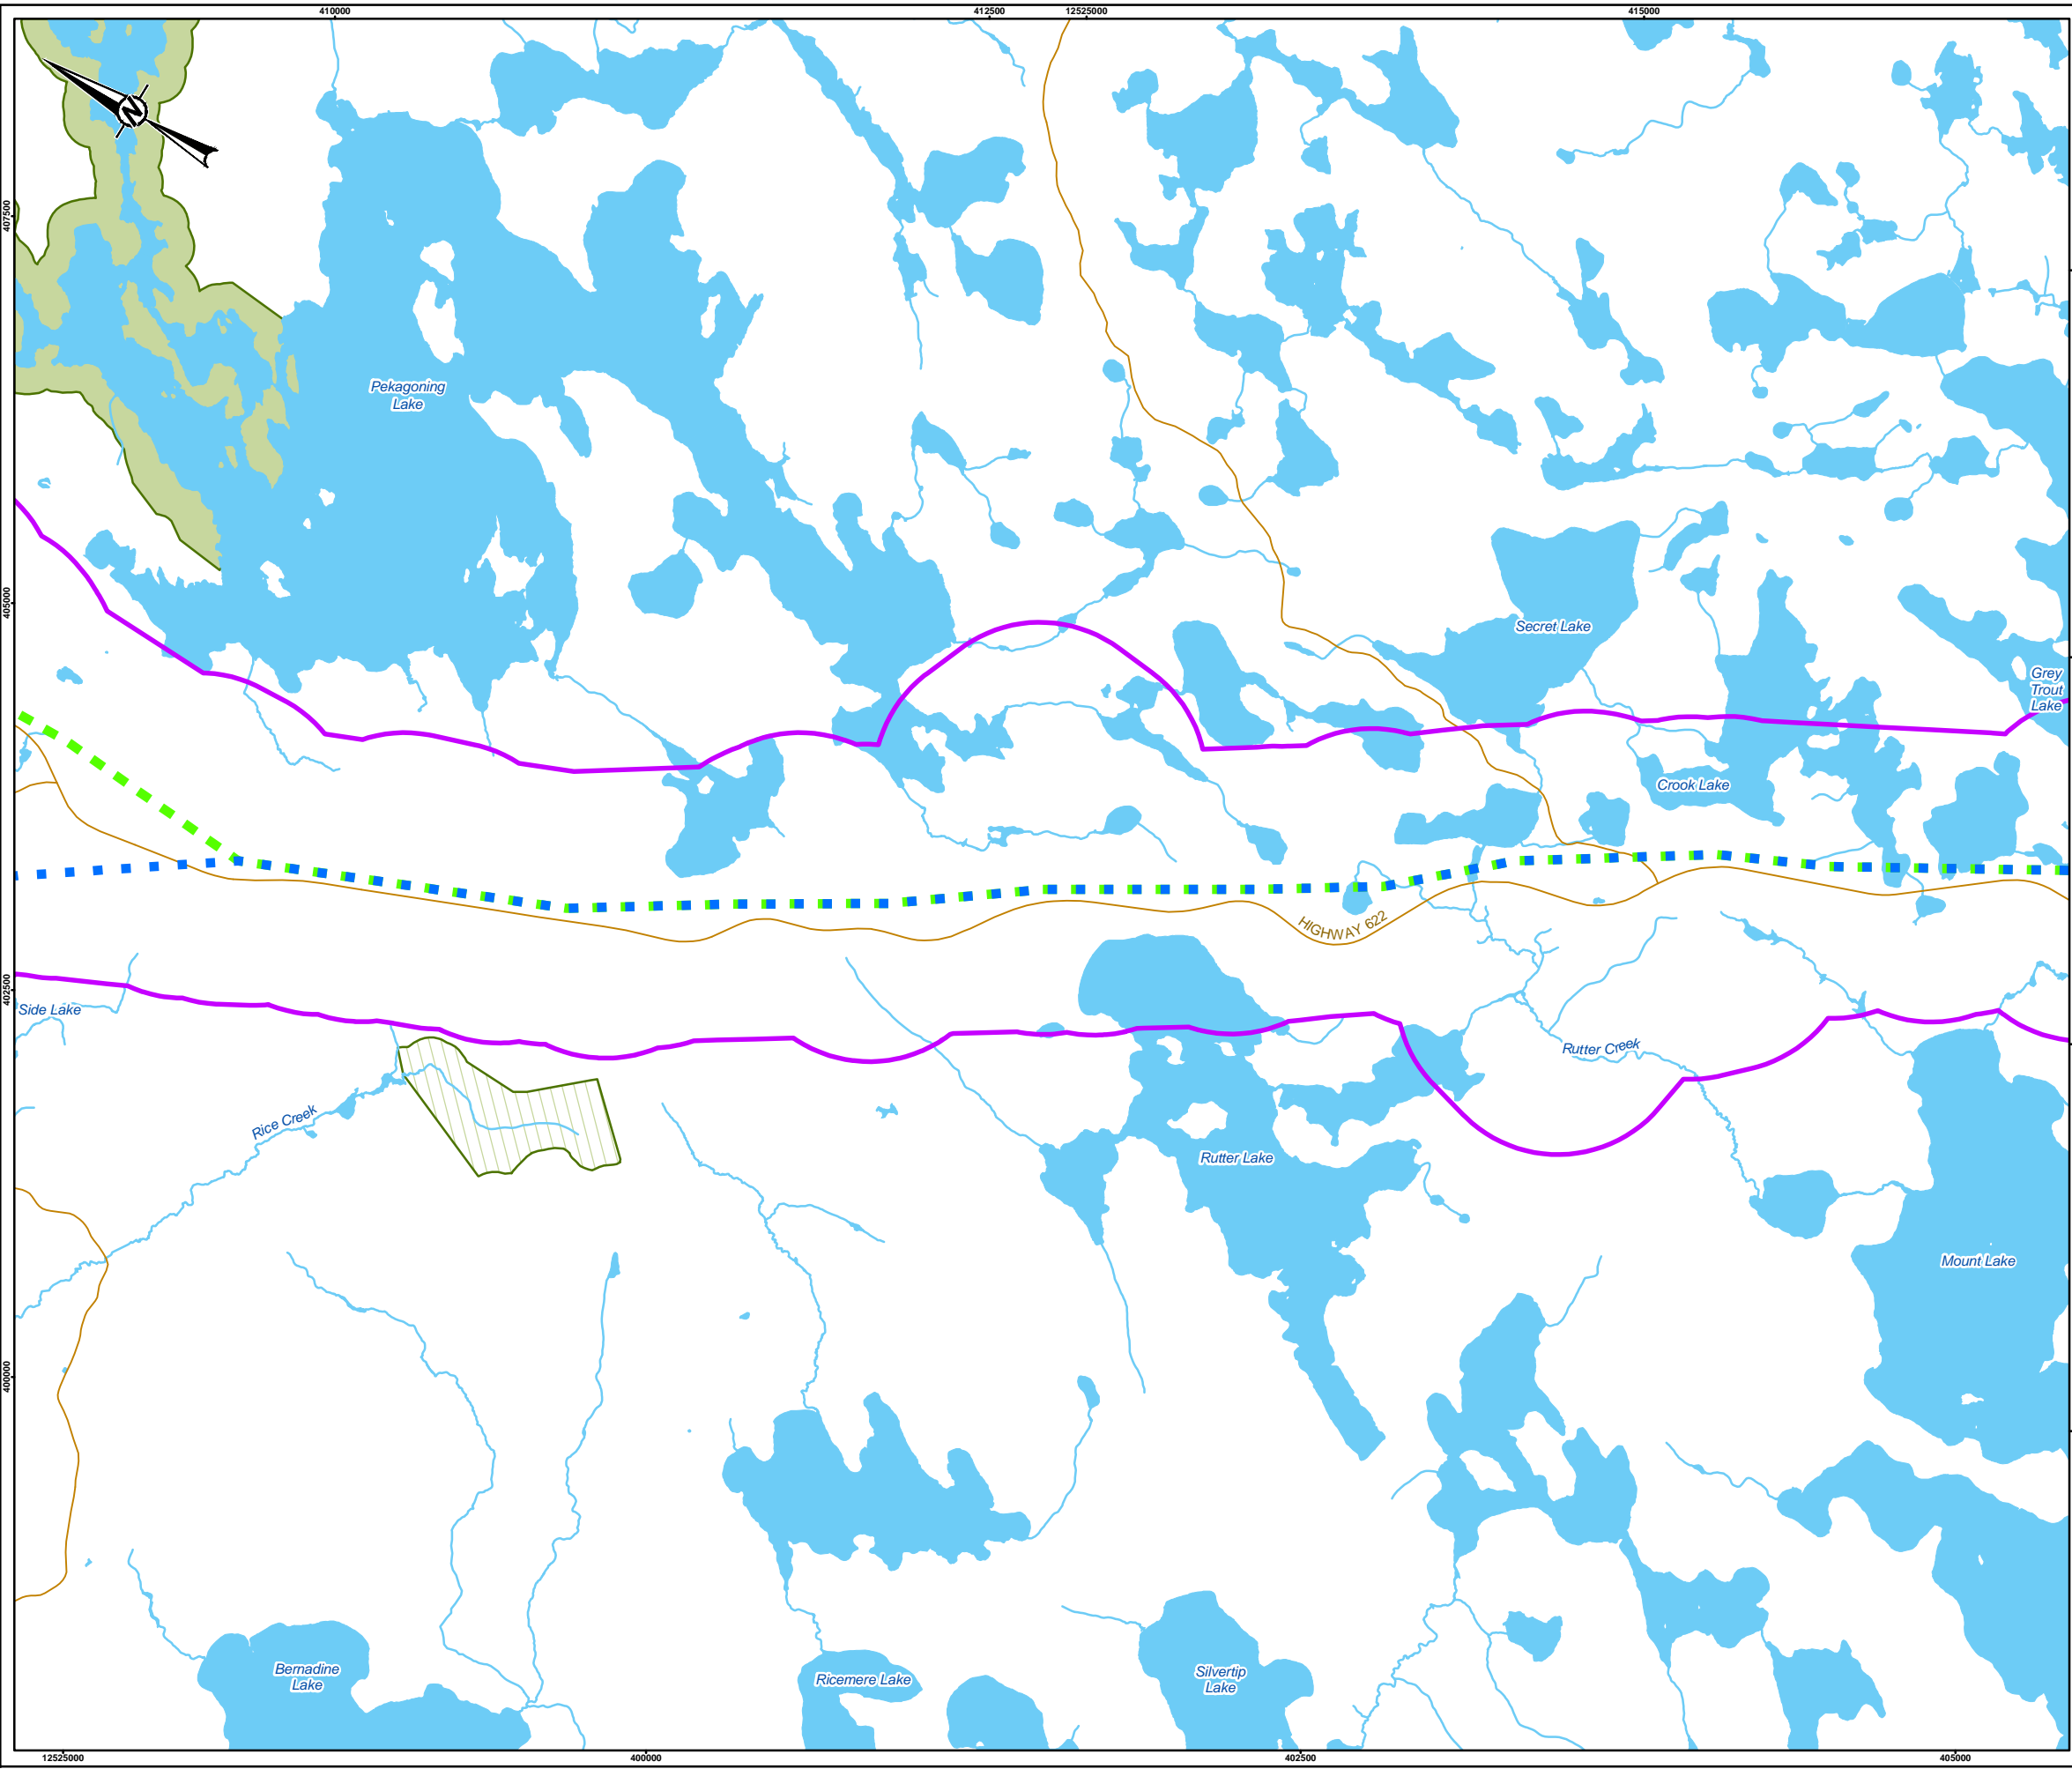 410000
412500
12525000
415000
N
407500
Pekagoning
Lake
405000
Secret Lake
Grey
Trout
Lake
Crook Lake
HIGHWAY 622
402500
Side Lake
Rutter Creek
Rice Creek
Rutter Lake
Mount Lake
400000
Bernadine
Lake
Ricemere Lake
Silvertip
Lake
12525000
400000
402500
405000